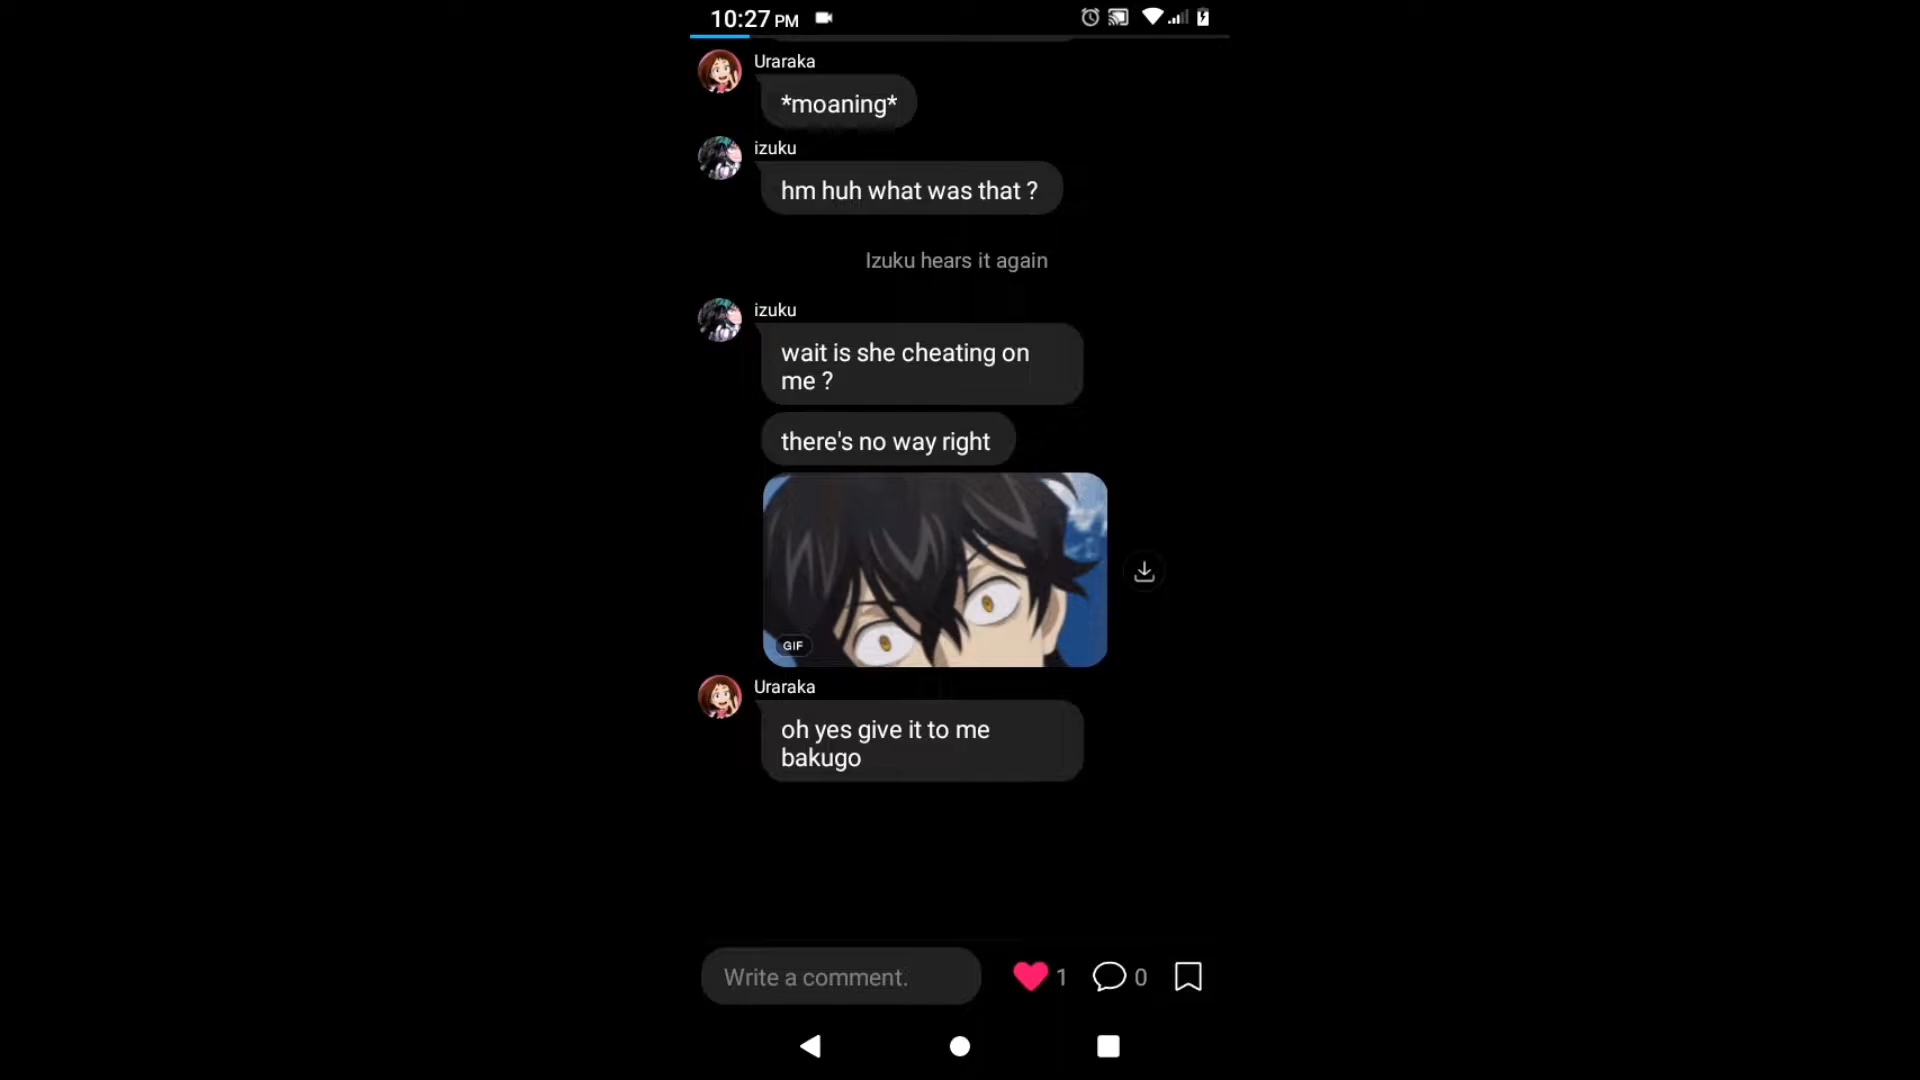 10:27 PM
Uraraka
*moaning*
izuku
hm huh what was that ?
Izuku hears it again
izuku
wait is she cheating on
me ?
there's no way right
GIF
Uraraka
oh yes give it to me
bakugo
Write a comment.
1
0